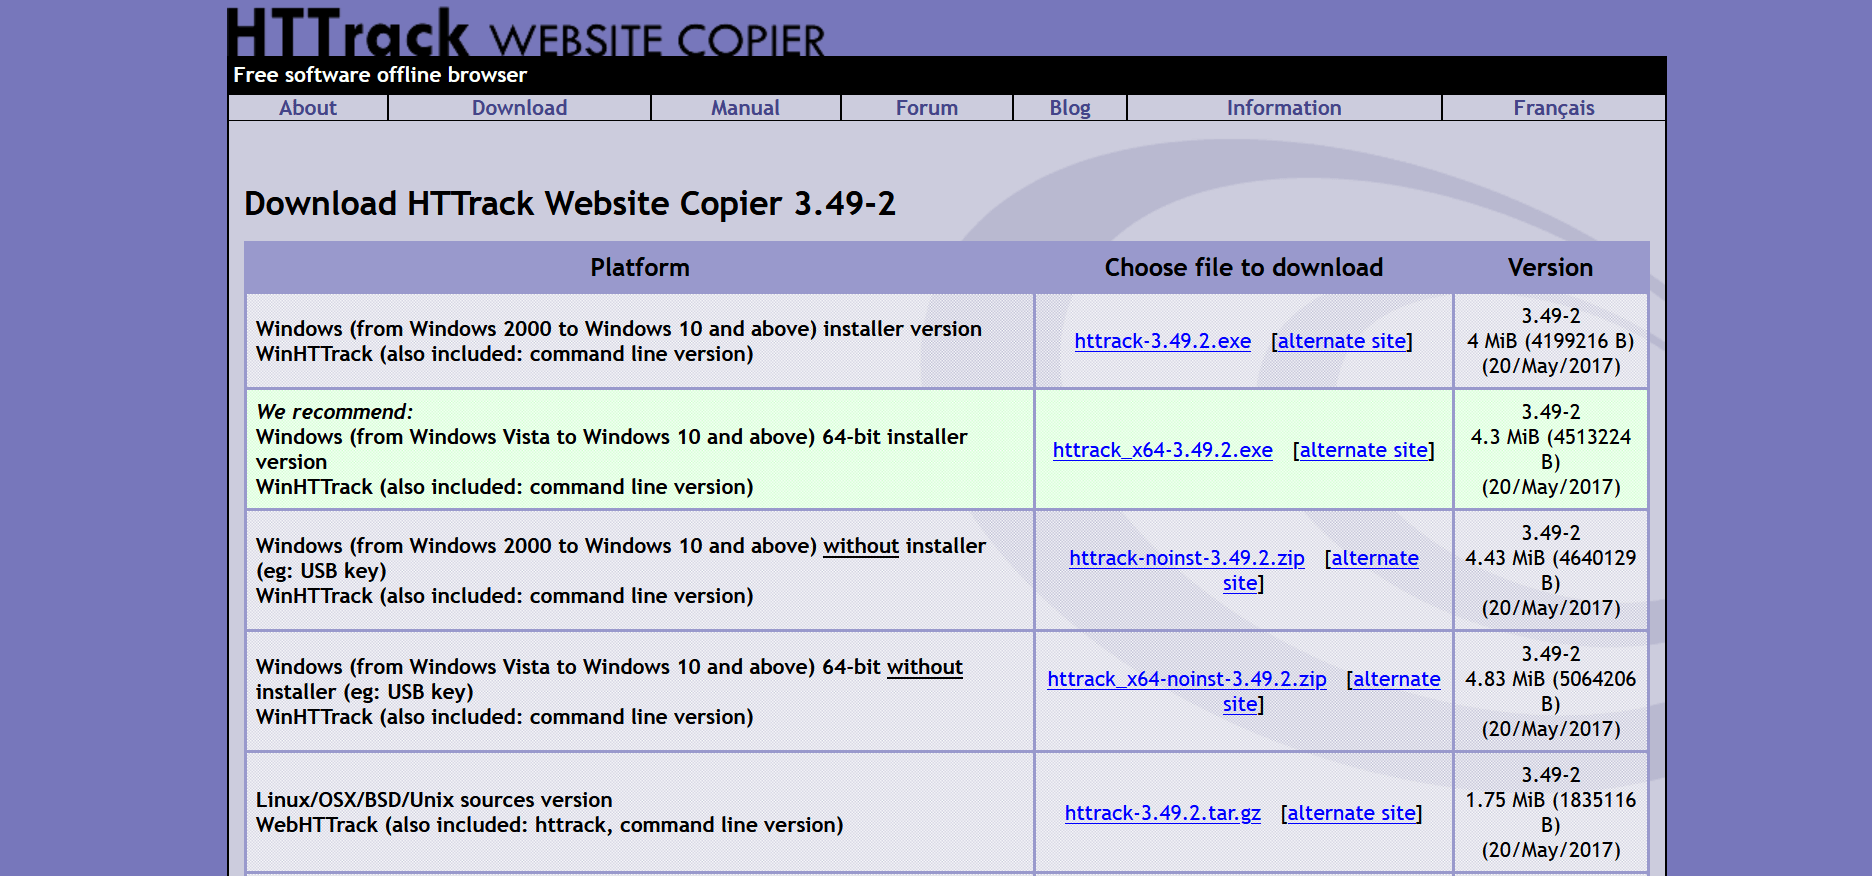 HTTrack WEBSITE COPIER
Free software offline browser
About Download Manual Forum Blog Information Français
Download HTTrack Website Copier 3.49-2
Platform Choose file to download Version
Windows (from Windows 2000 to Windows 10 and above) installer version
WinHTTrack (also included: command line version)
httrack-3.49.2.exe [alternate site]
3.49-2
4 MiB (4199216 B)
(20/May/2017)
We recommend:
Windows (from Windows Vista to Windows 10 and above) 64-bit installer
version
WinHTTrack (also included: command line version)
httrack_x64-3.49.2.exe [alternate site]
3.49-2
4.3 MiB (4513224
B)
(20/May/2017)
Windows (from Windows 2000 to Windows 10 and above) without installer
(eg: USB key)
WinHTTrack (also included: command line version)
httrack-noinst-3.49.2.zip [alternate
site]
3.49-2
4.43 MiB (4640129
B)
(20/May/2017)
Windows (from Windows Vista to Windows 10 and above) 64-bit without
installer (eg: USB key)
WinHTTrack (also included: command line version)
httrack_x64-noinst-3.49.2.zip [alternate
site]
3.49-2
4.83 MiB (5064206
B)
(20/May/2017)
Linux/OSX/BSD/Unix sources version
WebHTTrack (also included: httrack, command line version)
httrack-3.49.2.tar.gz [alternate site]
3.49-2
1.75 MiB (1835116
B)
(20/May/2017)